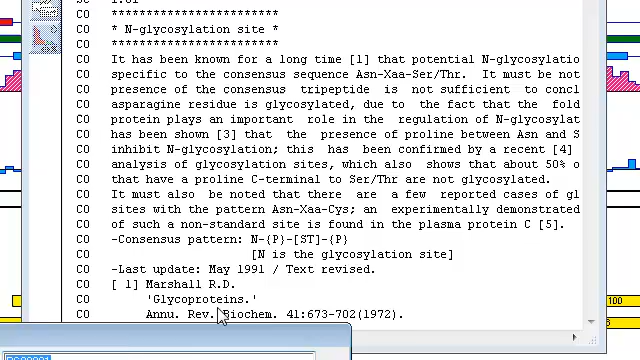 CO ************************
CO * N-glycosylation site *
CO ************************
CO It has been known for a long time [1] that potential N-glycosylatio
CO specific to the consensus sequence Asn-Xaa-Ser/Thr. It must be not
CO presence of the consensus tripeptide is not sufficient to concl
CO asparagine residue is glycosylated, due to the fact that the fold
CO protein plays an important role in the regulation of N-glycosylat
CO has been shown [3] that the presence of proline between Asn and S
CO inhibit N-glycosylation; this has been confirmed by a recent [4]
CO analysis of glycosylation sites, which also shows that about 50% o
CO that have a proline C-terminal to Ser/Thr are not glycosylated.
CO It must also be noted that there are a few reported cases of gl
CO sites with the pattern Asn-Xaa-Cys; an experimentally demonstrated
CO of such a non-standard site is found in the plasma protein C [5].
CO -Consensus pattern: N-{P}-[ST]-{P}
CO [N is the glycosylation site]
CO -Last update: May 1991 / Text revised.
CO [ 1] Marshall R.D.
CO 'Glycoproteins.'
CO Annu. Rev. Biochem. 41:673-702(1972).
100